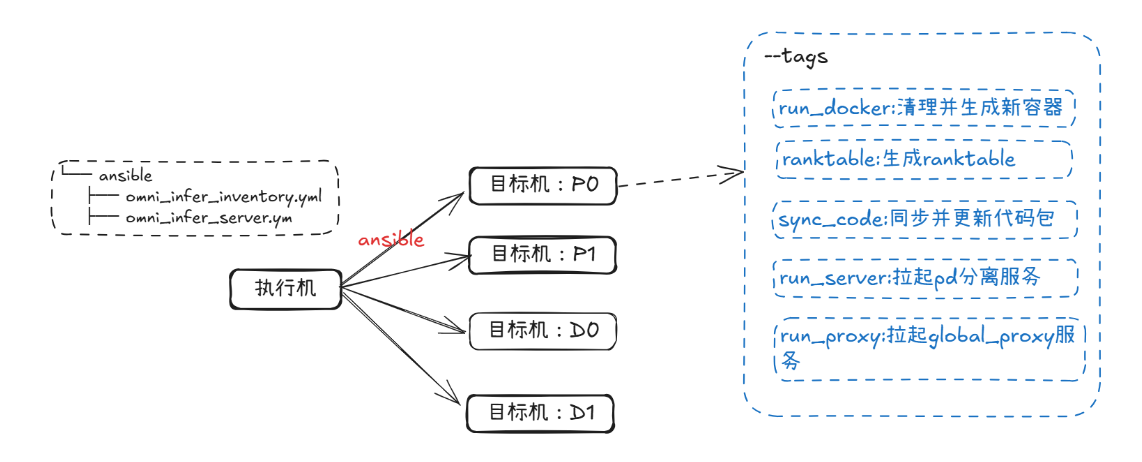 └── ansible
├── omni_infer_inventory.yml
├── omni_infer_server.ym
执行机
ansible
目标机：P0
目标机：P1
目标机：D0
目标机：D1
--tags
run_docker:清理并生成新容器
ranktable:生成ranktable
sync_code:同步并更新代码包
run_server:拉起pd分离服务
run_proxy:拉起global_proxy服
务